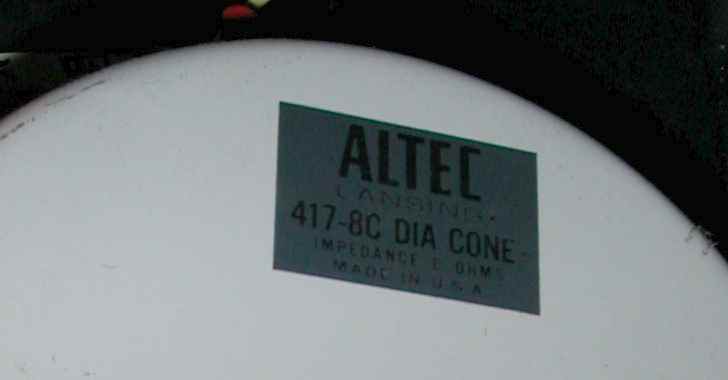 ALTEC
LANSING
417-8C DIA CONE
IMPEDANCE 8 OHMS
MADE IN U.S.A.